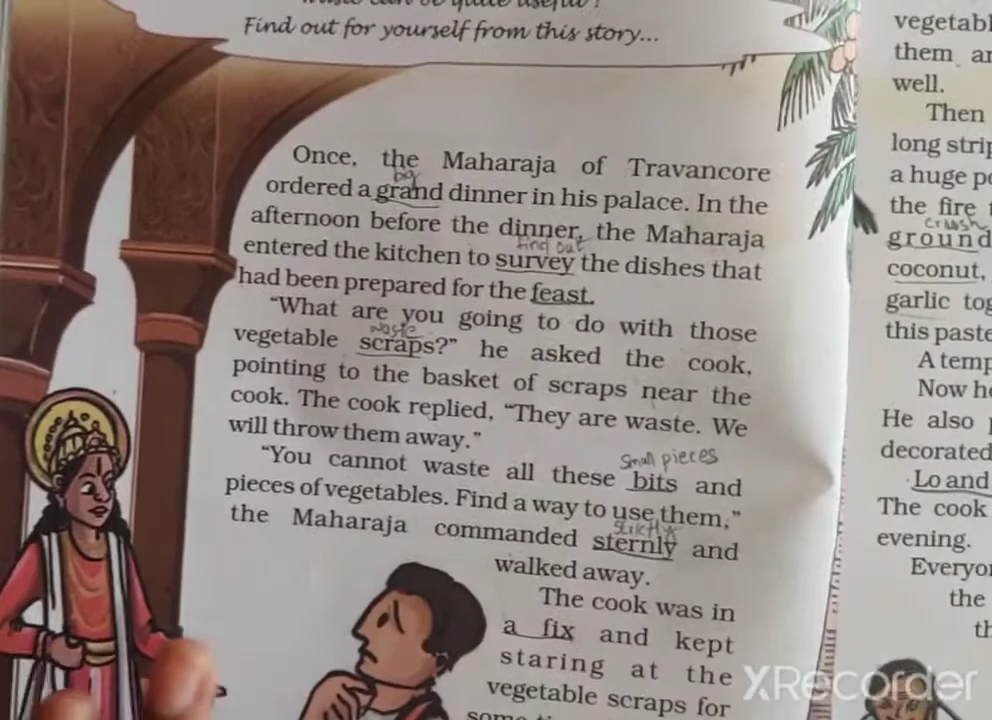 waste can be quite useful!
Find out for yourself from this story...
Once, the Maharaja of Travancore
big
ordered a grand dinner in his palace. In the
afternoon before the dinner, the Maharaja
find out
entered the kitchen to survey the dishes that
had been prepared for the feast.
"What are you going to do with those
waste
vegetable scraps?" he asked the cook,
pointing to the basket of scraps near the
cook. The cook replied, "They are waste. We
will throw them away."
small pieces
"You cannot waste all these bits and
pieces of vegetables. Find a way to use them,"
strictly
the Maharaja commanded sternly and
walked away.
The cook was in
a fix and kept
staring at the
vegetable scraps for
them
well.
Then
long
a huge
the fire
crush
ground
coconut,
garlic
this paste
A
Now
He also
decorated
Lo and
The cook
evening.
the
XRecorder